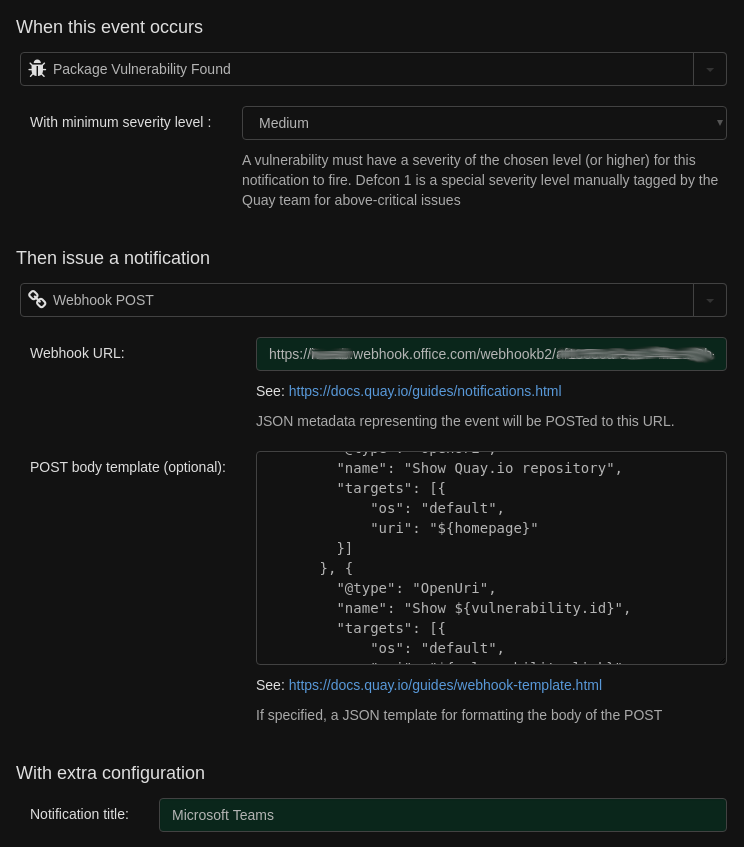 When this event occurs
Package Vulnerability Found
With minimum severity level :
Medium
A vulnerability must have a severity of the chosen level (or higher) for this
notification to fire. Defcon 1 is a special severity level manually tagged by the
Quay team for above-critical issues
Then issue a notification
Webhook POST
Webhook URL:
https://.webhook.office.com/webhookb2/
See: https://docs.quay.io/guides/notifications.html
JSON metadata representing the event will be POSTed to this URL.
POST body template (optional):
"@type": "OpenUri",
"name": "Show Quay.io repository",
"targets": [{
"os": "default",
"uri": "${homepage}"
}]
}, {
"@type": "OpenUri",
"name": "Show ${vulnerability.id}",
"targets": [{
"os": "default",
See: https://docs.quay.io/guides/webhook-template.html
If specified, a JSON template for formatting the body of the POST
With extra configuration
Notification title:
Microsoft Teams